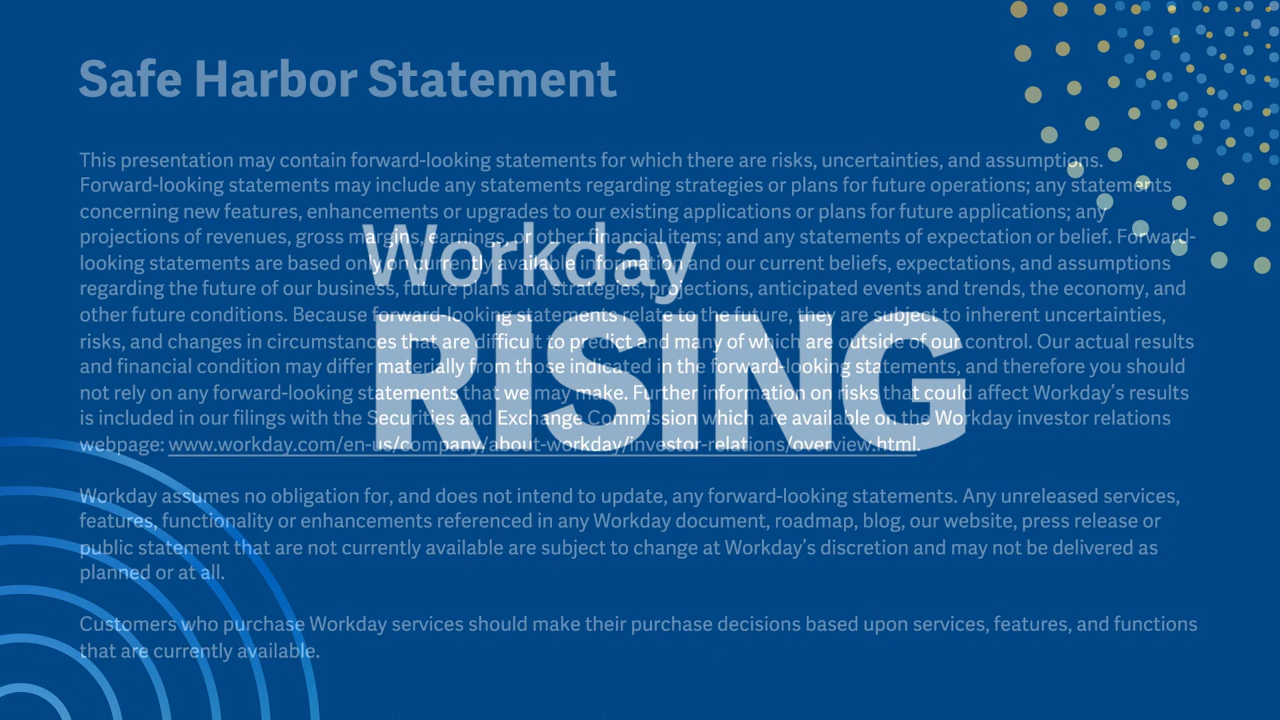 Safe Harbor Statement
This presentation may contain forward-looking statements for which there are risks, uncertainties, and assumptions.
Forward-looking statements may include any statements regarding strategies or plans for future operations; any statements
concerning new features, enhancements or upgrades to our existing applications or plans for future applications; any
projections of revenues, gross margins, earnings, or other financial items; and any statements of expectation or belief. Forward-
looking statements are based on currently available information and our current beliefs, expectations, and assumptions
regarding the future of our business, future plans and strategies, projections, anticipated events and trends, the economy, and
other future conditions. Because forward-looking statements relate to the future, they are subject to inherent uncertainties,
risks, and changes in circumstances that are difficult to predict and many of which are outside of our control. Our actual results
and financial condition may differ materially from those indicated in the forward-looking statements, and therefore you should
not rely on any forward-looking statements that we may make. Further information on risks that could affect Workday’s results
is included in our filings with the Securities and Exchange Commission which are available on the Workday investor relations
webpage: www.workday.com/en-us/company/about-workday/investor-relations/overview.html.
Workday
RISING
Workday assumes no obligation for, and does not intend to update, any forward-looking statements. Any unreleased services,
features, functionality or enhancements referenced in any Workday document, roadmap, blog, our website, press release or
public statement that are not currently available are subject to change at Workday’s discretion and may not be delivered as
planned or at all.
Customers who purchase Workday services should make their purchase decisions based upon services, features, and functions
that are currently available.